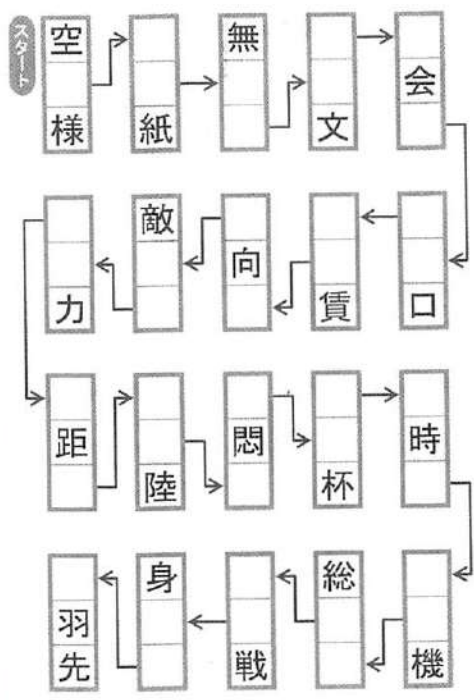 スタート
空様
紙
無
文
会
口
賃
向
敵
力
距
陸
悶
杯
時
機
総
戦
身
羽先